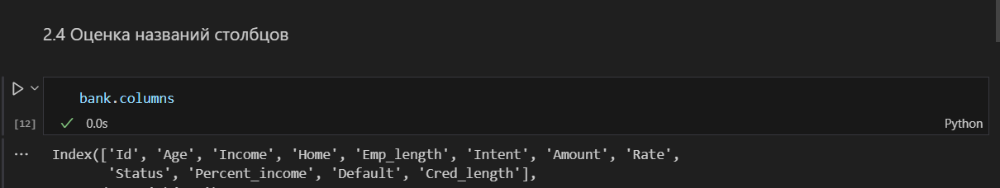 2.4 Оценка названий столбцов
bank.columns
[12]
0.0s
Python
Index(['Id', 'Age', 'Income', 'Home', 'Emp_length', 'Intent', 'Amount', 'Rate',
'Status', 'Percent_income', 'Default', 'Cred_length'],